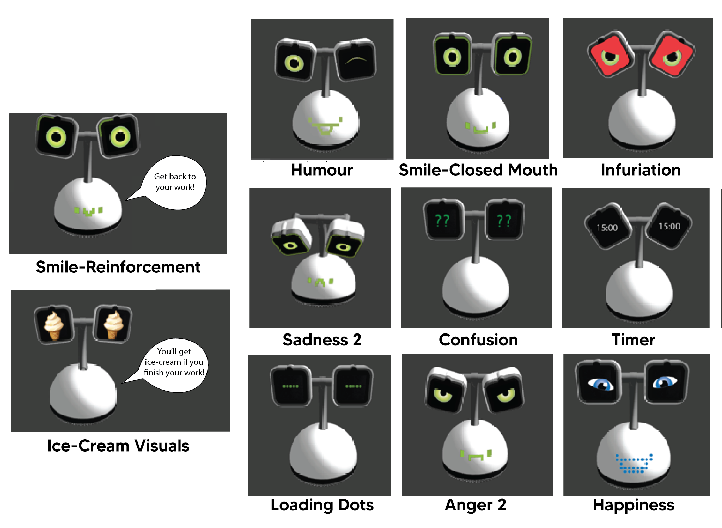 Humour
Smile-Closed Mouth
Infuriation
Get back to
your work!
Smile-Reinforcement
??
??
15:00
15:00
Sadness 2
Confusion
Timer
You'll get
ice-cream if you
finish your work!
Ice-Cream Visuals
Loading Dots
Anger 2
Happiness